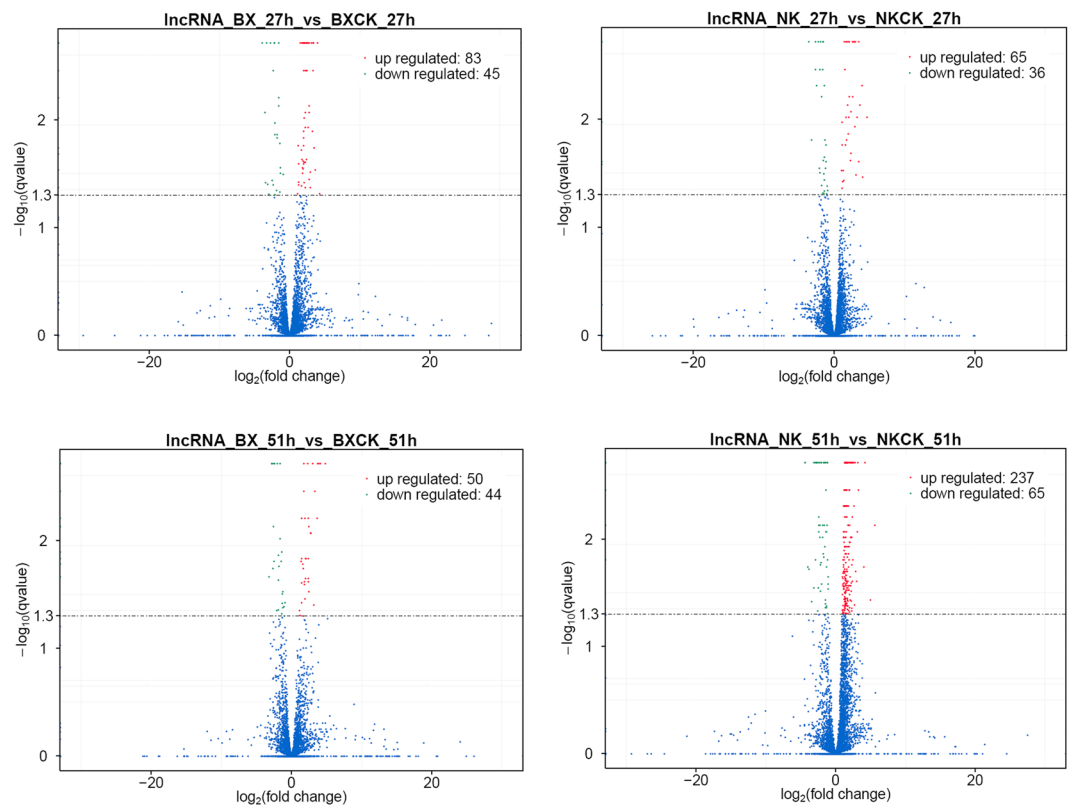 lncRNA_BX_27h_vs_BXCK_27h
up regulated: 83
down regulated: 45
2
1.3
1
0
−log10(qvalue)
−20 0 20
log2(fold change)
lncRNA_NK_27h_vs_NKCK_27h
up regulated: 65
down regulated: 36
2
1.3
1
0
−log10(qvalue)
−20 0 20
log2(fold change)
lncRNA_BX_51h_vs_BXCK_51h
up regulated: 50
down regulated: 44
2
1.3
1
0
−log10(qvalue)
−20 0 20
log2(fold change)
lncRNA_NK_51h_vs_NKCK_51h
up regulated: 237
down regulated: 65
2
1.3
1
0
−log10(qvalue)
−20 0 20
log2(fold change)